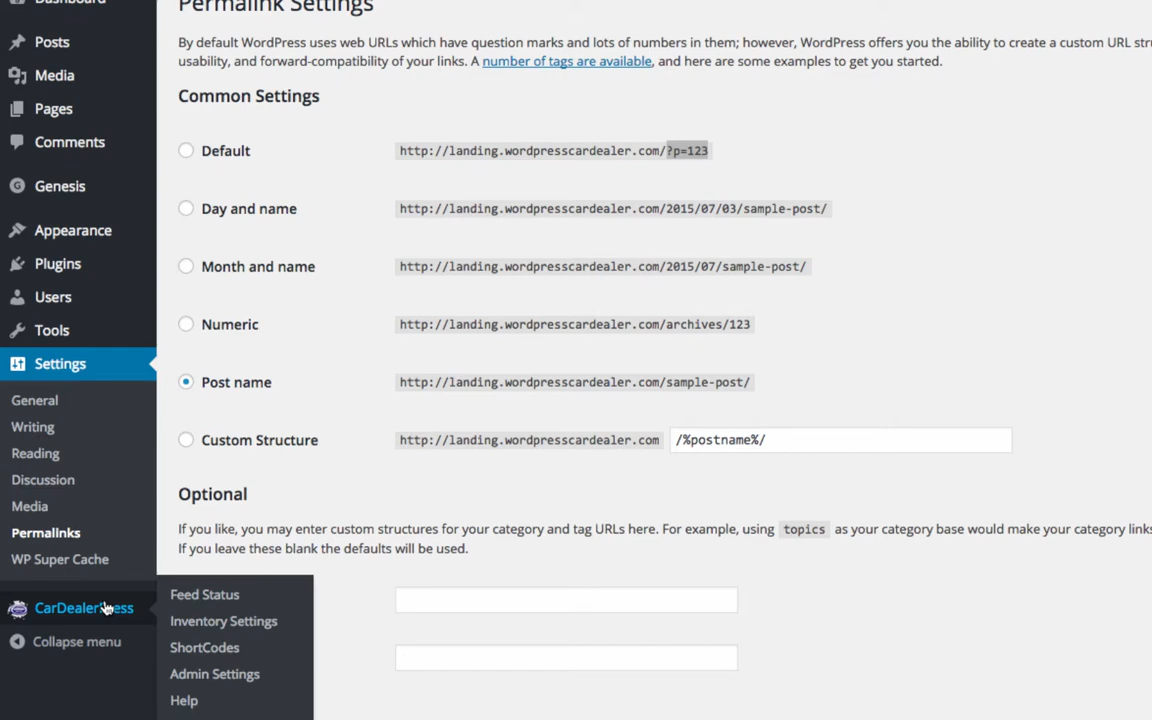 Dashboard
Posts
Media
Pages
Comments
Genesis
Appearance
Plugins
Users
Tools
Settings
General
Writing
Reading
Discussion
Media
Permalinks
WP Super Cache
CarDealerPress
Collapse menu
Feed Status
Inventory Settings
ShortCodes
Admin Settings
Help
Permalink Settings
By default WordPress uses web URLs which have question marks and lots of numbers in them; however, WordPress offers you the ability to create a custom URL stru
usability, and forward-compatibility of your links. A number of tags are available, and here are some examples to get you started.
Common Settings
Default http://landing.wordpresscardealer.com/?p=123
Day and name http://landing.wordpresscardealer.com/2015/07/03/sample-post/
Month and name http://landing.wordpresscardealer.com/2015/07/sample-post/
Numeric http://landing.wordpresscardealer.com/archives/123
Post name http://landing.wordpresscardealer.com/sample-post/
Custom Structure http://landing.wordpresscardealer.com /%postname%/
Optional
If you like, you may enter custom structures for your category and tag URLs here. For example, using topics as your category base would make your category links
If you leave these blank the defaults will be used.